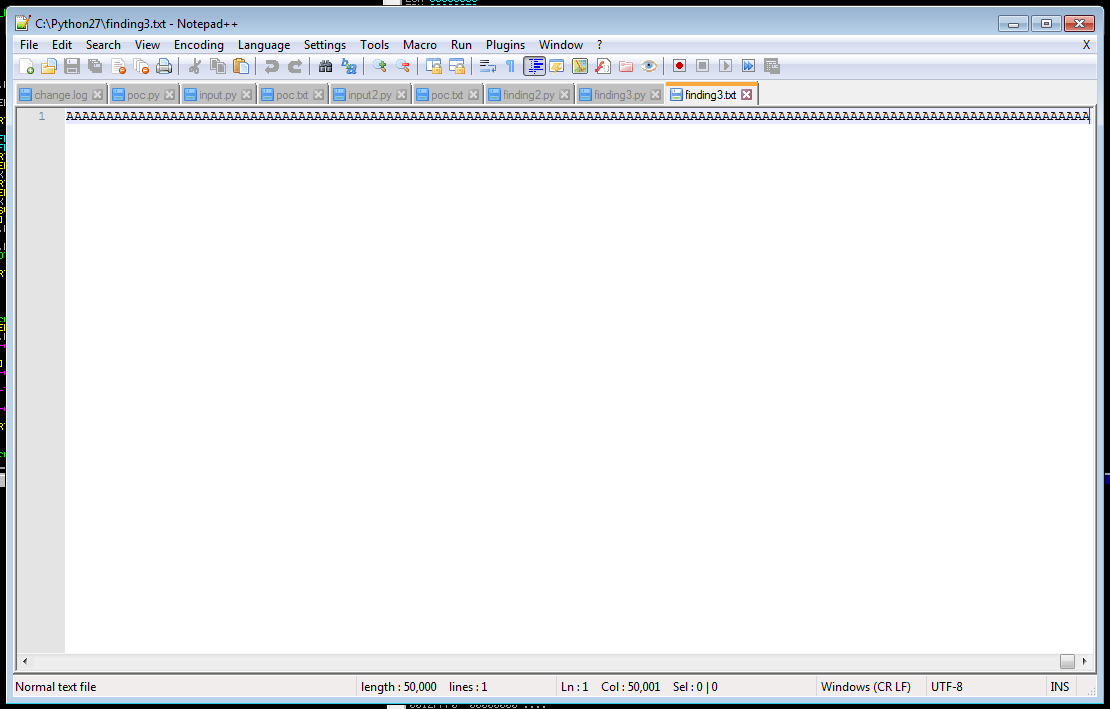 C:\Python27\finding3.txt - Notepad++
File Edit Search View Encoding Language Settings Tools Macro Run Plugins Window ? X
change.log poc.py input.py poc.txt input2.py poc.txt finding2.py finding3.py finding3.txt
1 AAAAAAAAAAAAAAAAAAAAAAAAAAAAAAAAAAAAAAAAAAAAAAAAAAAAAAAAAAAAAAAAAAAAAAAAAAAAAAAAAAAAAAAAAAAAAAAAAAAAAAAAAAAAAAAAAAAAAAAAAAAAAAAA
Normal text file length : 50,000 lines : 1 Ln : 1 Col : 50,001 Sel : 0 | 0 Windows (CR LF) UTF-8 INS